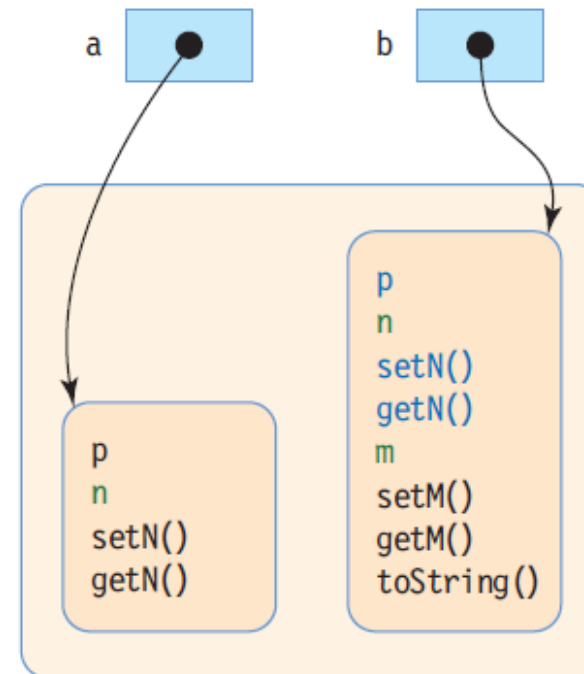 a
b
p
n
setN()
getN()
p
n
setN()
getN()
m
setM()
getM()
toString()